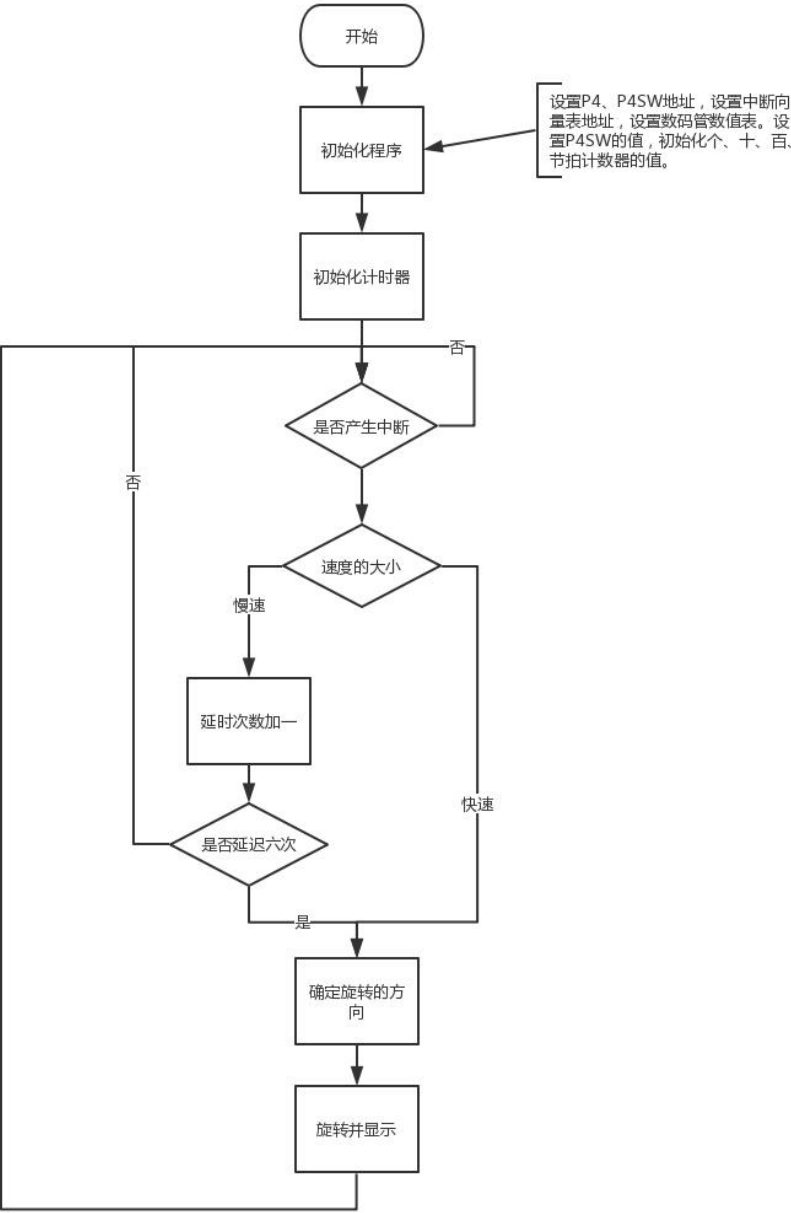 开始
设置P4、P4SW地址，设置中断向
量表地址，设置数码管数值表。设
置P4SW的值，初始化个、十、百、
节拍计数器的值。
初始化程序
初始化计时器
否
是否产生中断
否
速度的大小
慢速
延时次数加一
快速
是否延迟六次
是
确定旋转的方
向
旋转并显示